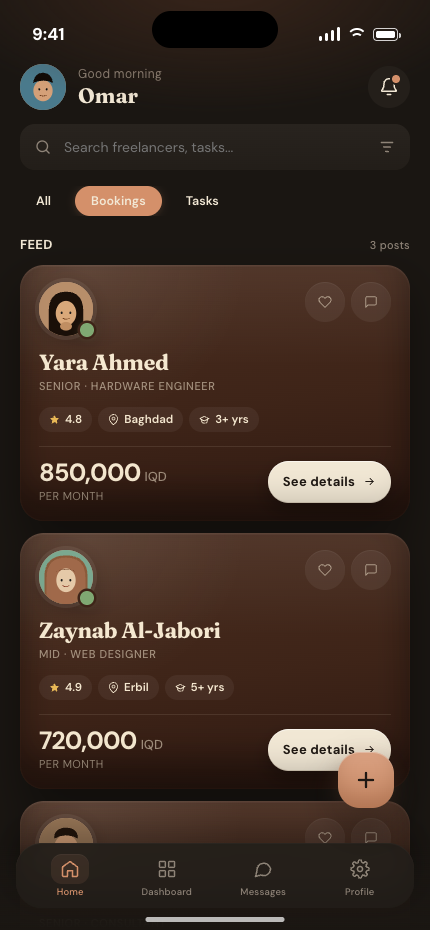 9:41
Good morning
Omar
Search freelancers, tasks...
All Bookings Tasks
FEED 3 posts
Yara Ahmed
SENIOR · HARDWARE ENGINEER
4.8 Baghdad 3+ yrs
850,000 IQD
PER MONTH
See details →
Zaynab Al-Jabori
MID · WEB DESIGNER
4.9 Erbil 5+ yrs
720,000 IQD
PER MONTH
See details →
Home Dashboard Messages Profile